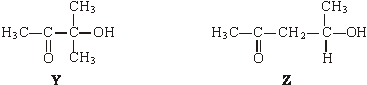 CH₃ CH₃
H₃C–C–C–OH H₃C–C–CH₂–C–OH
O CH₃ O H
Y Z